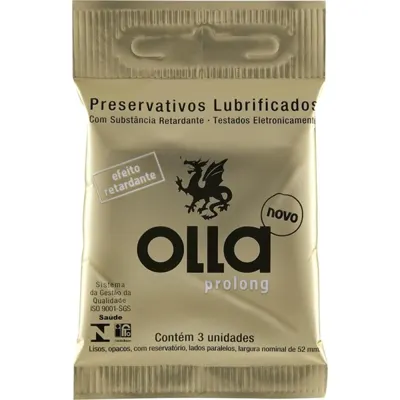 Preservativos Lubrificados
Com Substância Retardante · Testados Eletronicamente
efeito
retardante
novo
olla
prolong
Sistema
da Gestão da
Qualidade
ISO 9001-SGS
Saúde
Contém 3 unidades
Lisos, opacos, com reservatório, lados paralelos, largura nominal de 52 mm